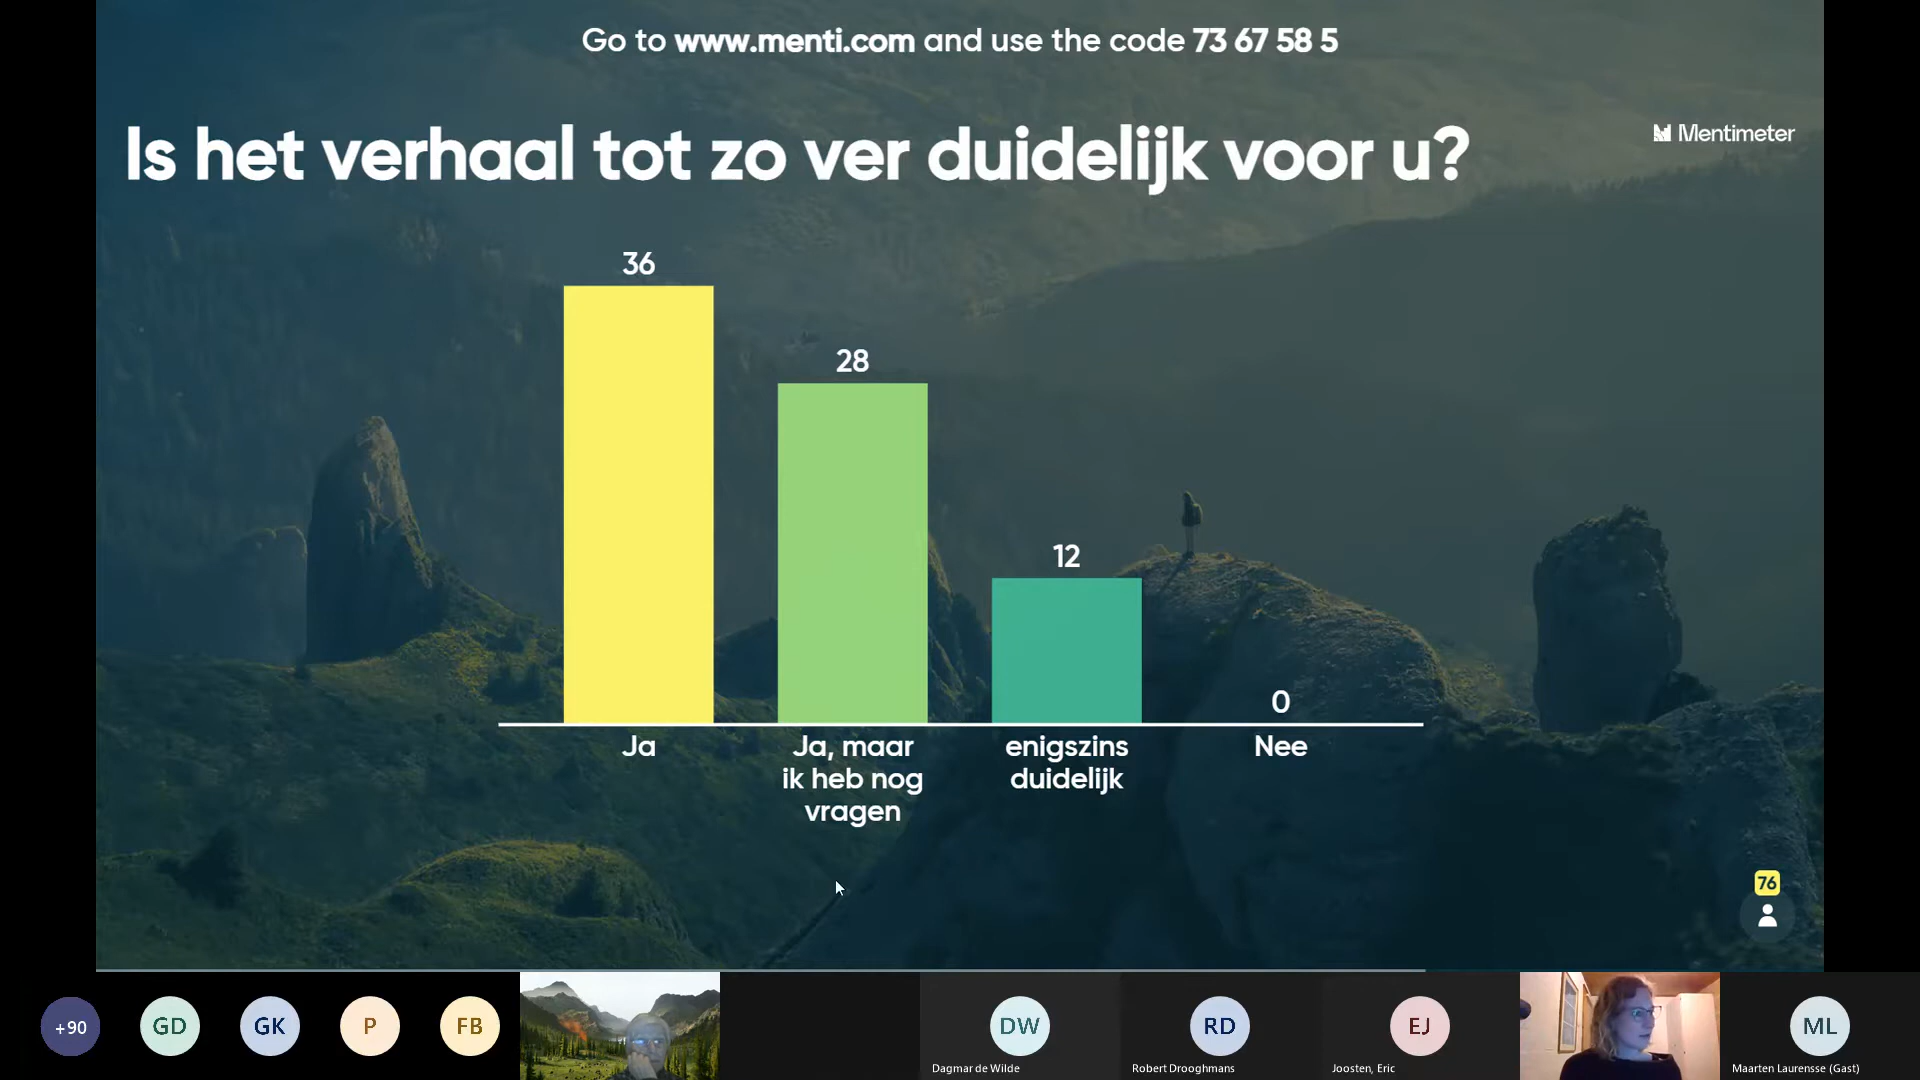 Go to www.menti.com and use the code 73 67 58 5
Is het verhaal tot zo ver duidelijk voor u?
Mentimeter
36
28
12
0
Ja
Ja, maar
ik heb nog
vragen
enigszins
duidelijk
Nee
76
+90
GD
GK
P
FB
DW
Dagmar de Wilde
RD
Robert Drooghmans
EJ
Joosten, Eric
ML
Maarten Laurensse (Gast)